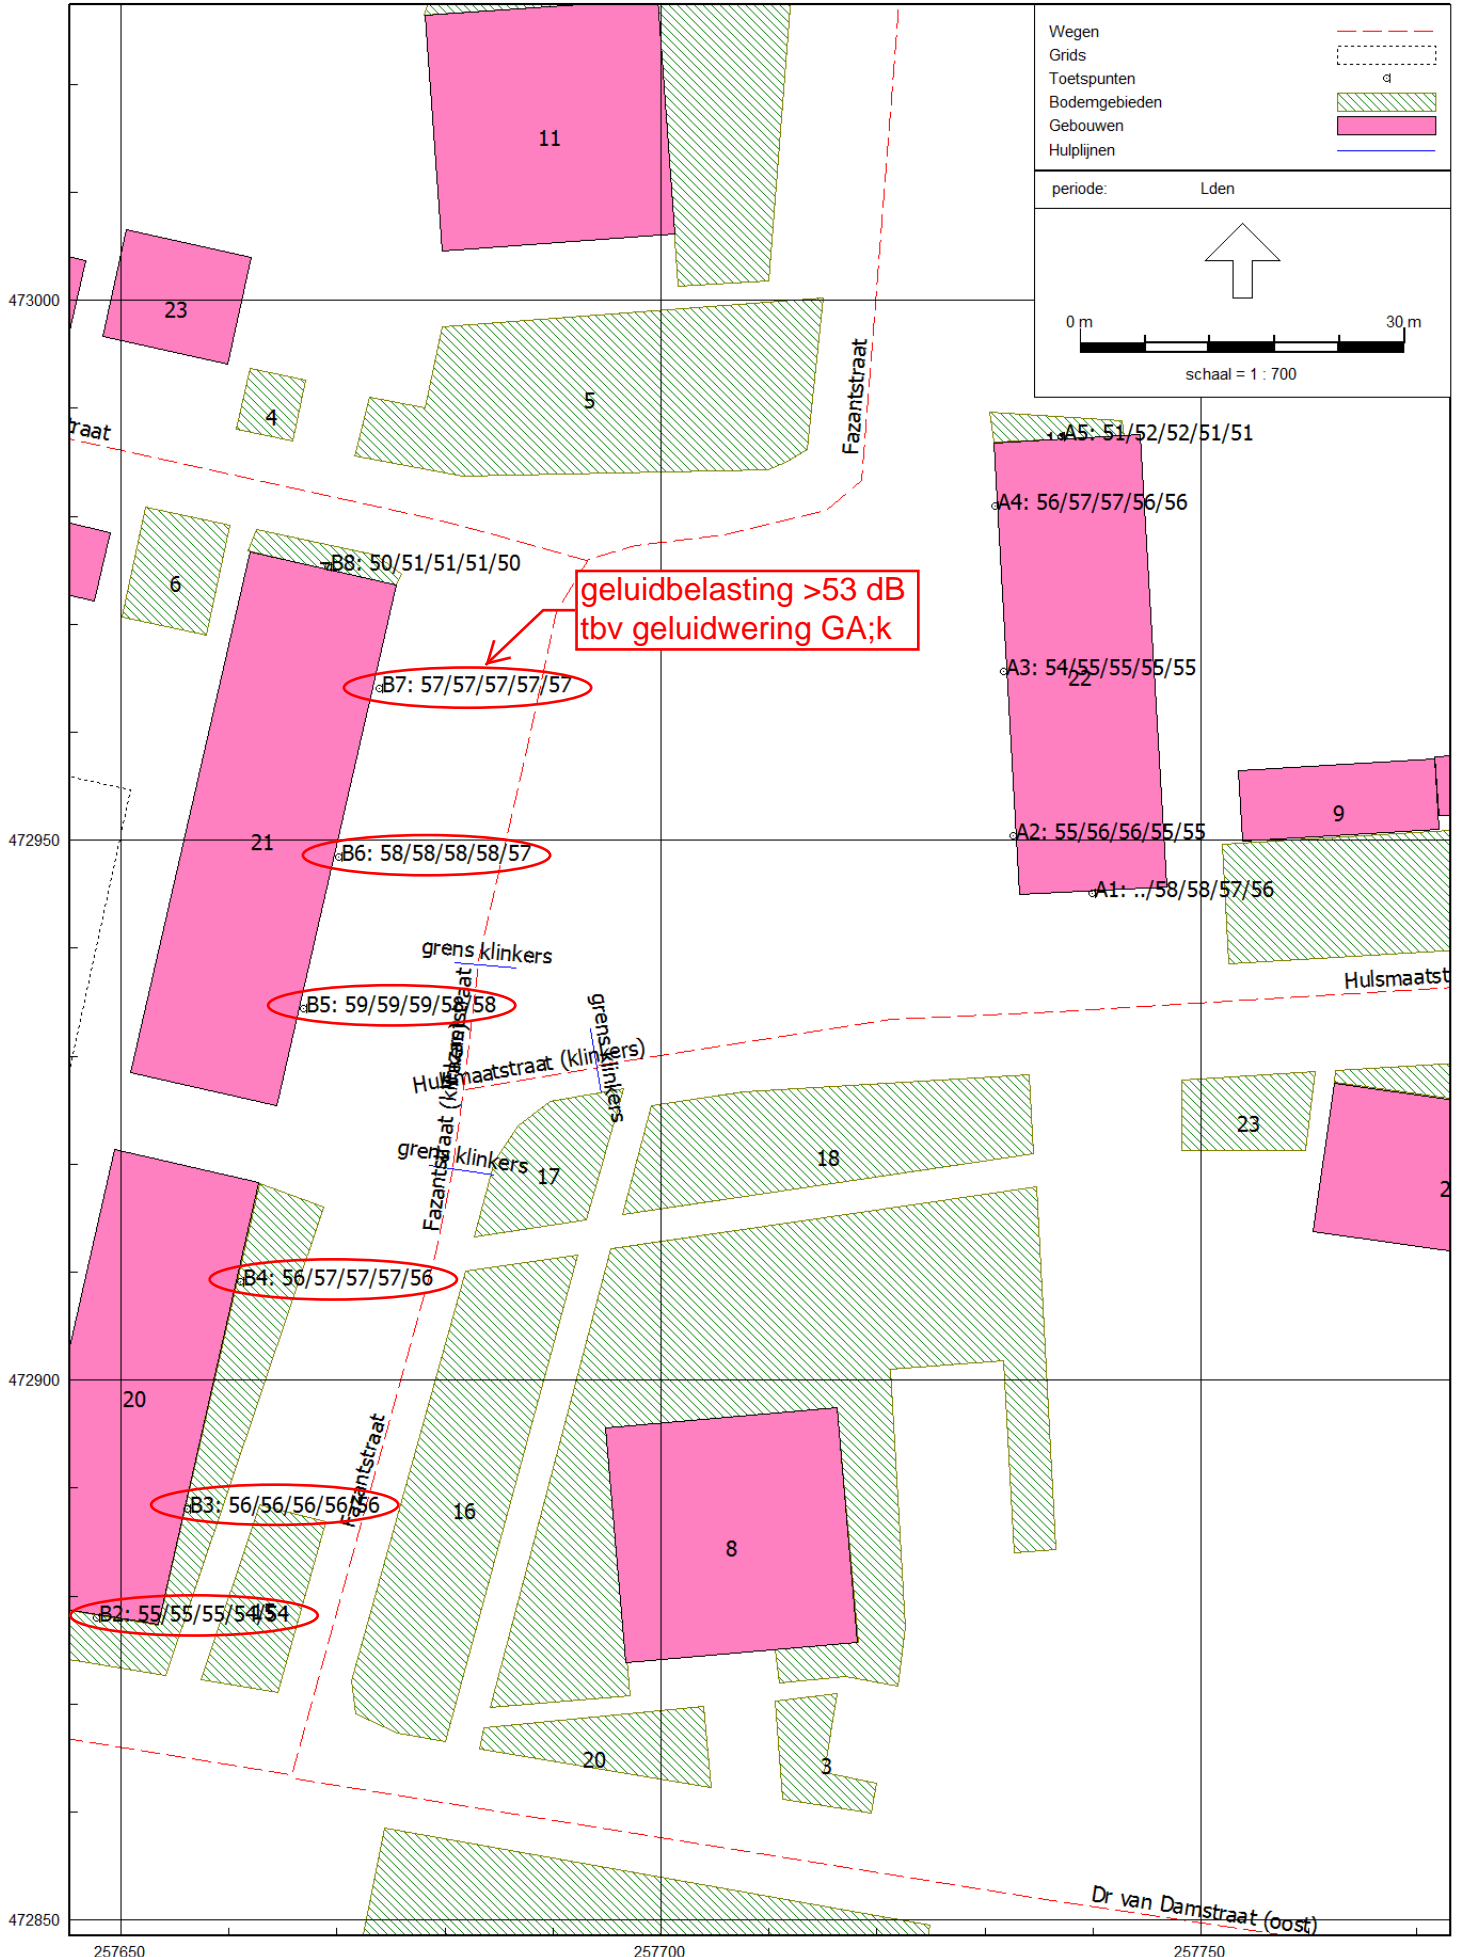 Wegen
Grids
Toetspunten
Bodemgebieden
Gebouwen
Hulplijnen
periode: Lden
0 m 30 m
schaal = 1 : 700
11
473000
23
4
5
Fazantstraat
traat
A5: 51/52/52/51/51
A4: 56/57/57/56/56
B8: 50/51/51/51/50
6
geluidbelasting >53 dB
tbv geluidwering GA;k
A3: 54/55/55/55/55
22
B7: 57/57/57/57/57
9
472950
21
A2: 55/56/56/55/55
B6: 58/58/58/58/57
A1: ../58/58/57/56
grens klinkers
Hulsmaatst
B5: 59/59/59/58/58
grens klinkers
Hulsmaatstraat (klinkers)
Fazantstraat
23
grens klinkers
18
17
2
B4: 56/57/57/57/56
472900
20
Fazantstraat
B3: 56/56/56/56/56
16
8
B2: 55/55/55/54/54
20
3
Dr van Damstraat (oost)
472850
257650 257700 257750